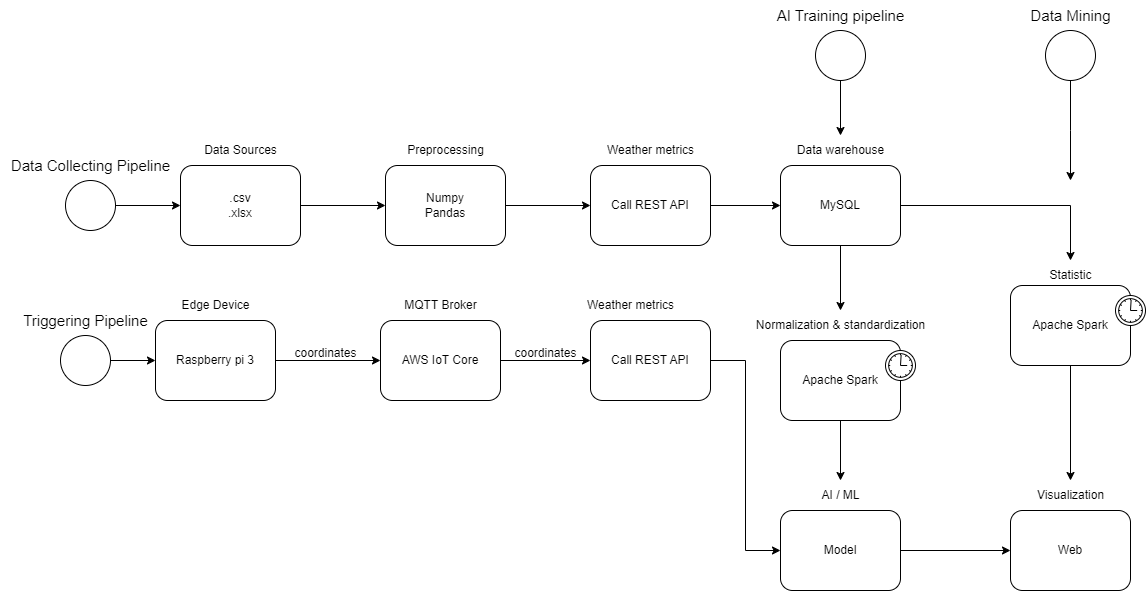 AI Training pipeline
Data Mining
Data Collecting Pipeline
Data Sources
.csv
.xlsx
Preprocessing
Numpy
Pandas
Weather metrics
Call REST API
Data warehouse
MySQL
Triggering Pipeline
Edge Device
Raspberry pi 3
coordinates
MQTT Broker
AWS IoT Core
coordinates
Weather metrics
Call REST API
Normalization & standardization
Apache Spark
Statistic
Apache Spark
AI / ML
Model
Visualization
Web